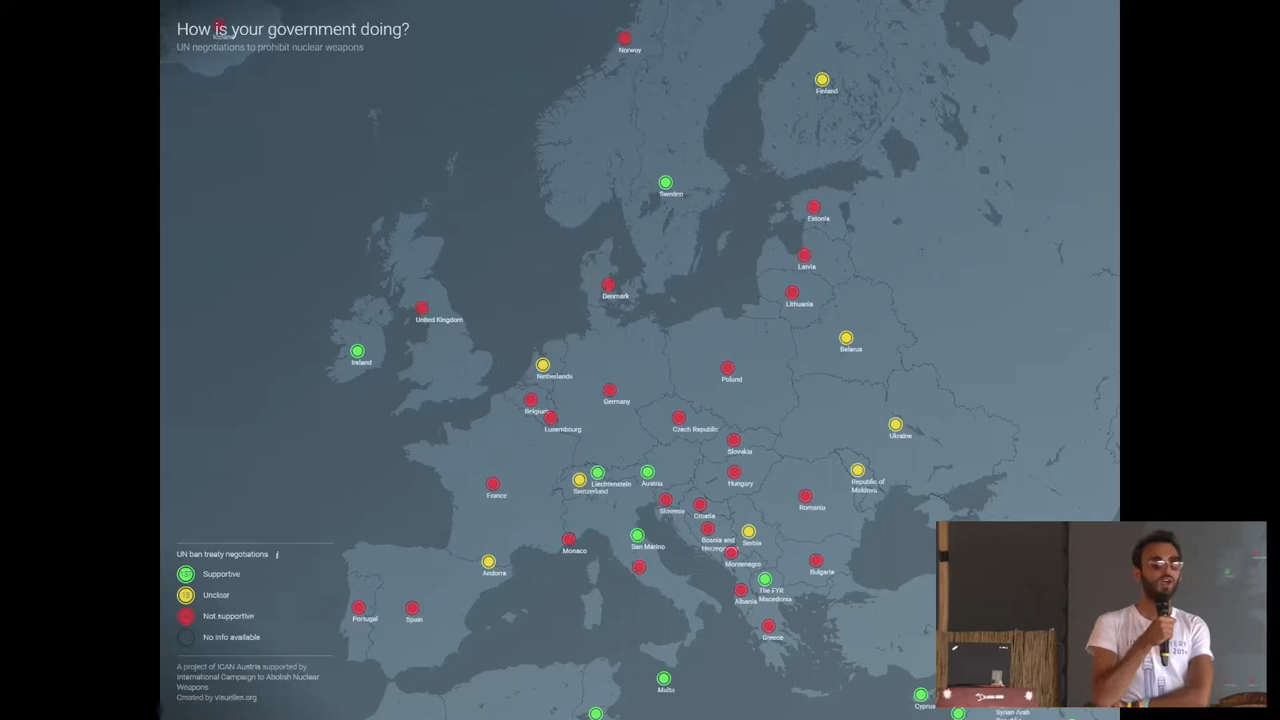 How is your government doing?
UN negotiations to prohibit nuclear weapons
Norway
Finland
Sweden
Estonia
Latvia
Denmark
Lithuania
United Kingdom
Belarus
Ireland
Netherlands
Poland
Germany
Belgium
Luxembourg
Czech Republic
Ukraine
Slovakia
Liechtenstein
Austria
Hungary
Republic of
Moldova
Switzerland
France
Romania
Slovenia
Croatia
Bosnia and
Herzegovina
Serbia
San Marino
Monaco
Montenegro
Andorra
Bulgaria
The FYR
Macedonia
Albania
Portugal
Spain
Greece
Malta
Cyprus
Syrian Arab
UN ban treaty negotiations i
Supportive
Unclear
Not supportive
No info available
A project of ICAN Austria supported by
International Campaign to Abolish Nuclear
Weapons
Created by visuelles.org